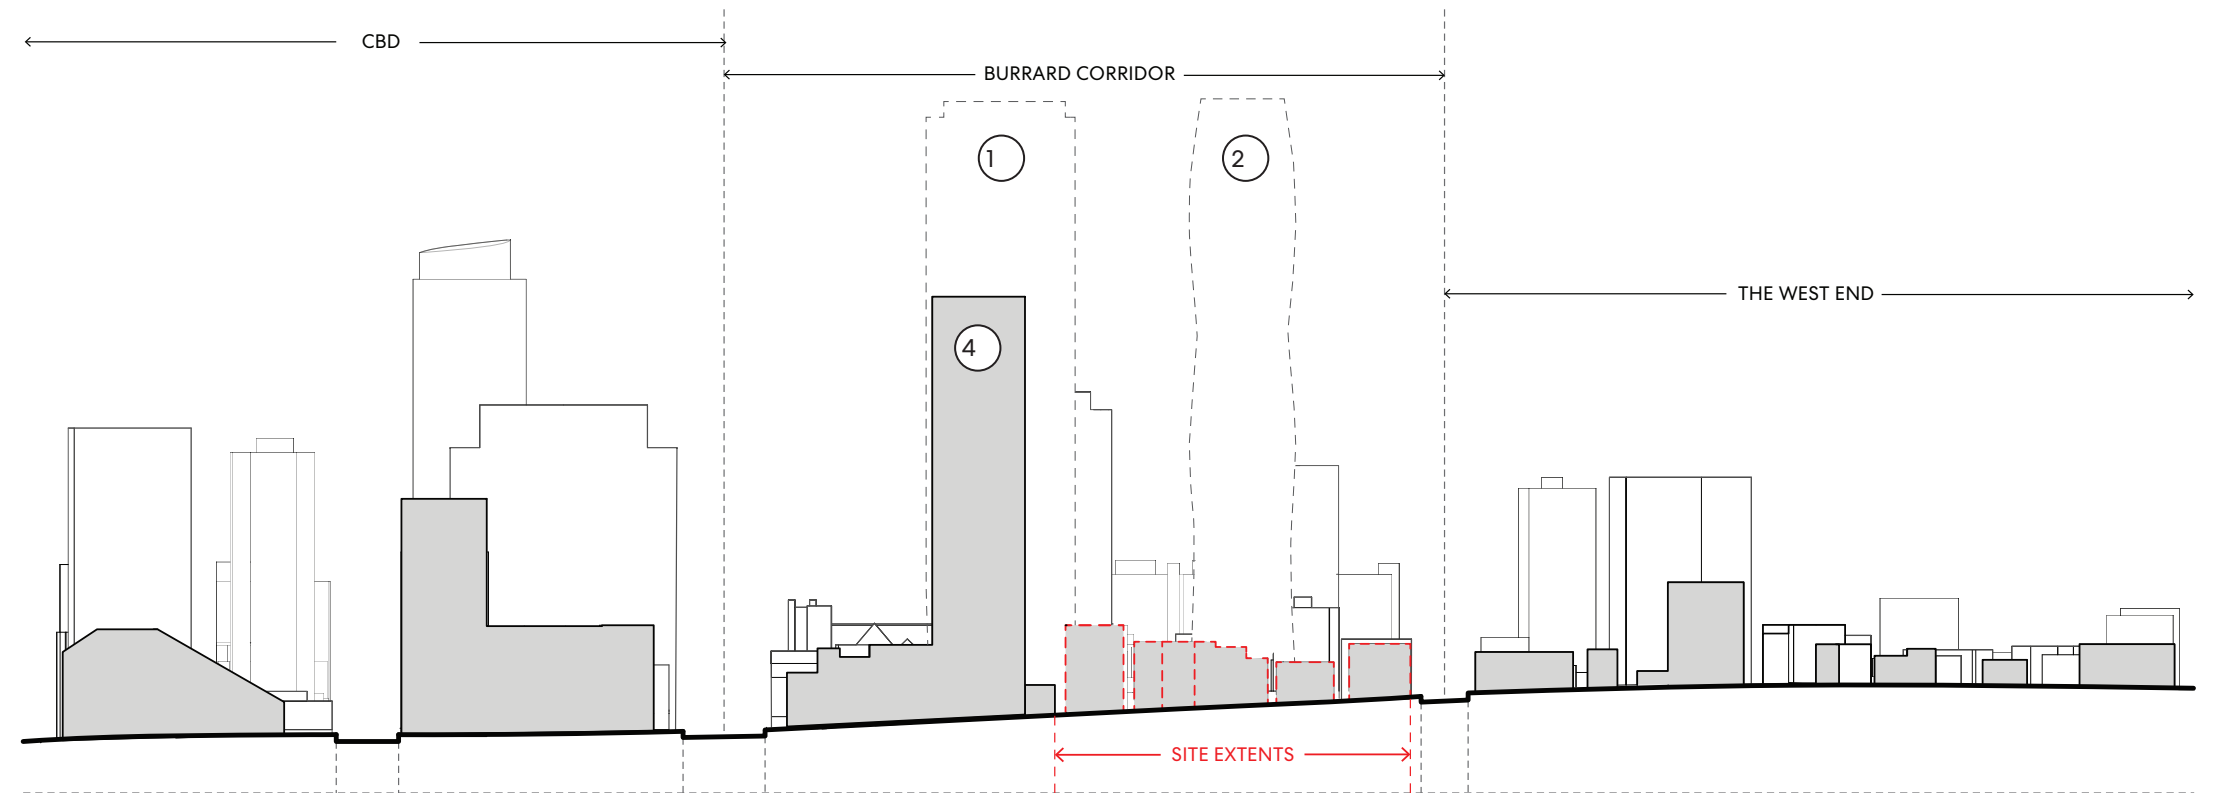 CBD
BURRARD CORRIDOR
1
2
THE WEST END
4
SITE EXTENTS